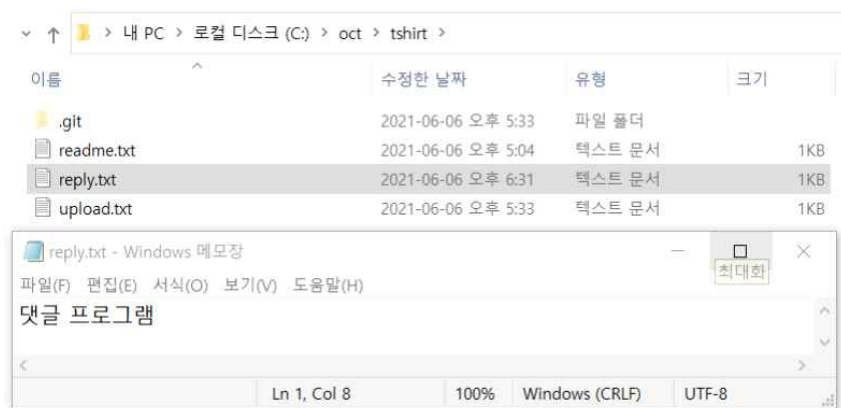 내 PC > 로컬 디스크 (C:) > oct > tshirt >
이름 수정한 날짜 유형 크기
.git 2021-06-06 오후 5:33 파일 폴더
readme.txt 2021-06-06 오후 5:04 텍스트 문서 1KB
reply.txt 2021-06-06 오후 6:31 텍스트 문서 1KB
upload.txt 2021-06-06 오후 5:33 텍스트 문서 1KB
reply.txt - Windows 메모장
최대화
파일(F) 편집(E) 서식(O) 보기(V) 도움말(H)
댓글 프로그램
Ln 1, Col 8 100% Windows (CRLF) UTF-8